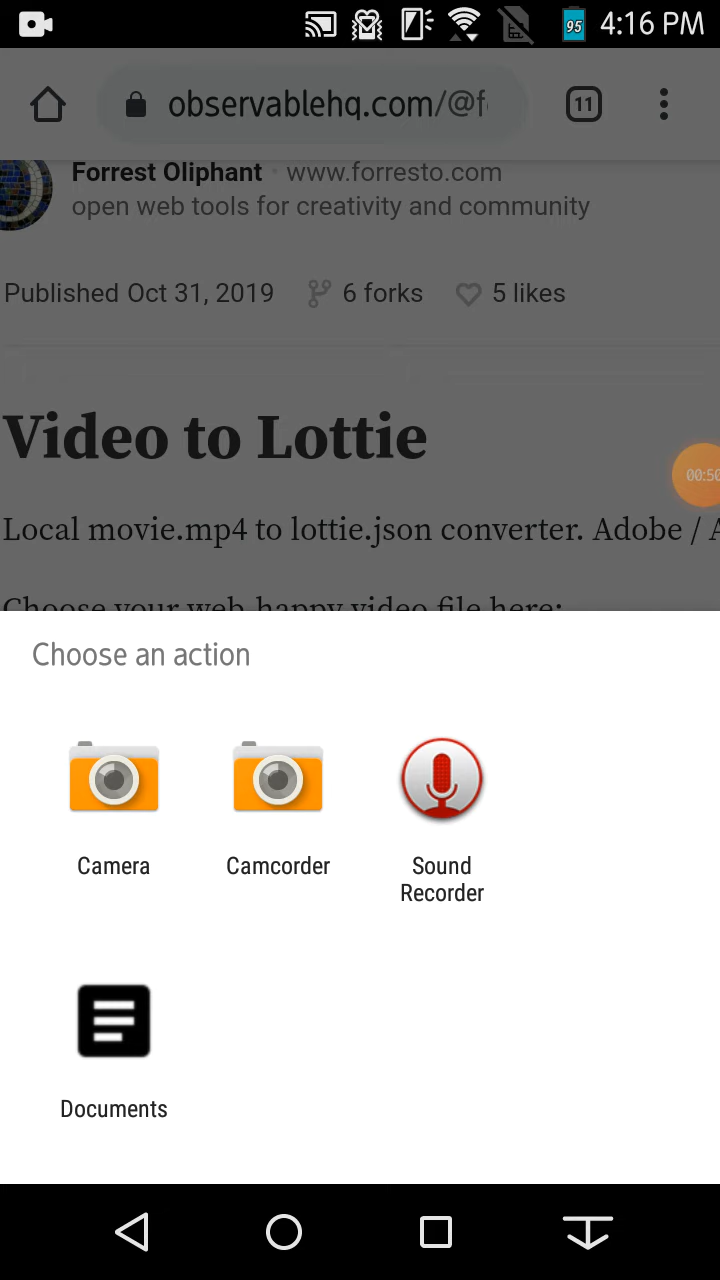 95 4:16 PM
observablehq.com/@f
11
Forrest Oliphant · www.forresto.com
open web tools for creativity and community
Published Oct 31, 2019 6 forks 5 likes
Video to Lottie
00:50
Local movie.mp4 to lottie.json converter. Adobe / A
Choose your web-happy video file here:
Choose an action
Camera Camcorder Sound
Recorder
Documents